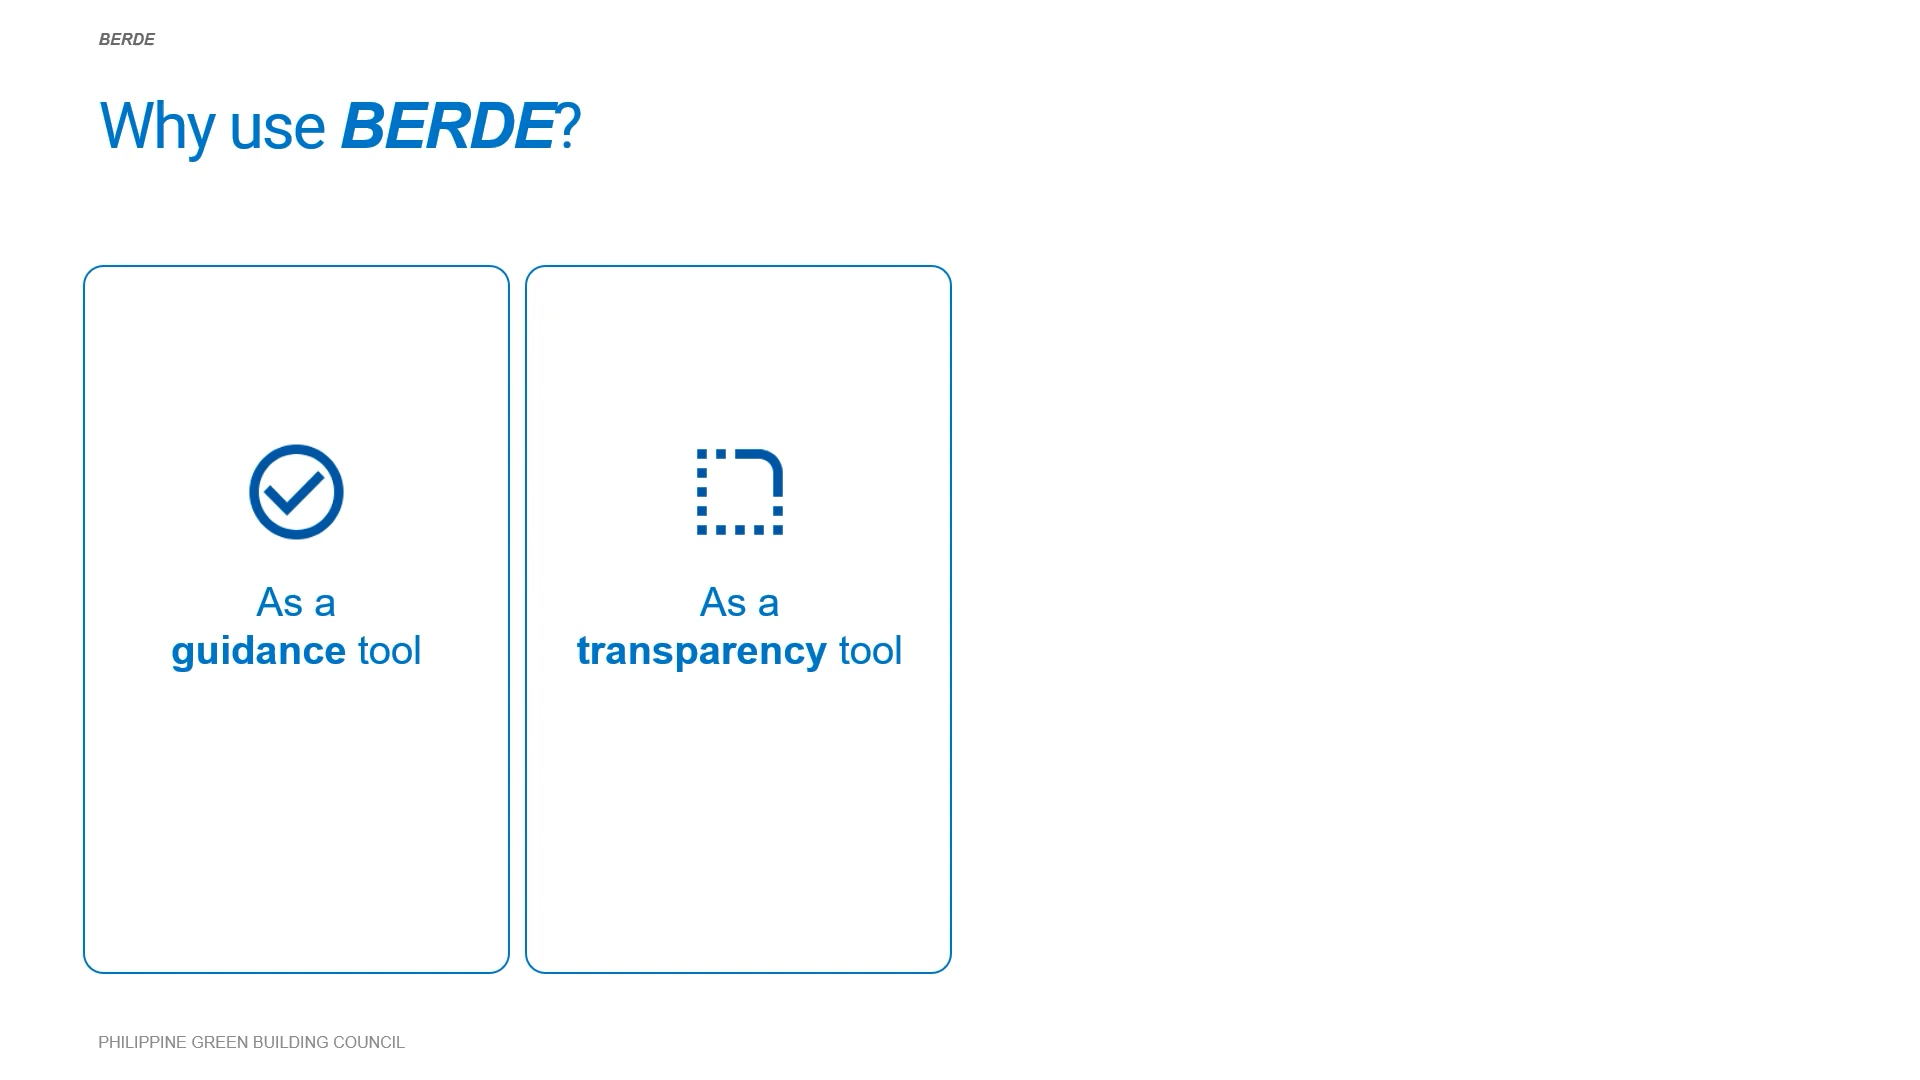 BERDE
Why use BERDE?
As a
guidance tool
As a
transparency tool
PHILIPPINE GREEN BUILDING COUNCIL